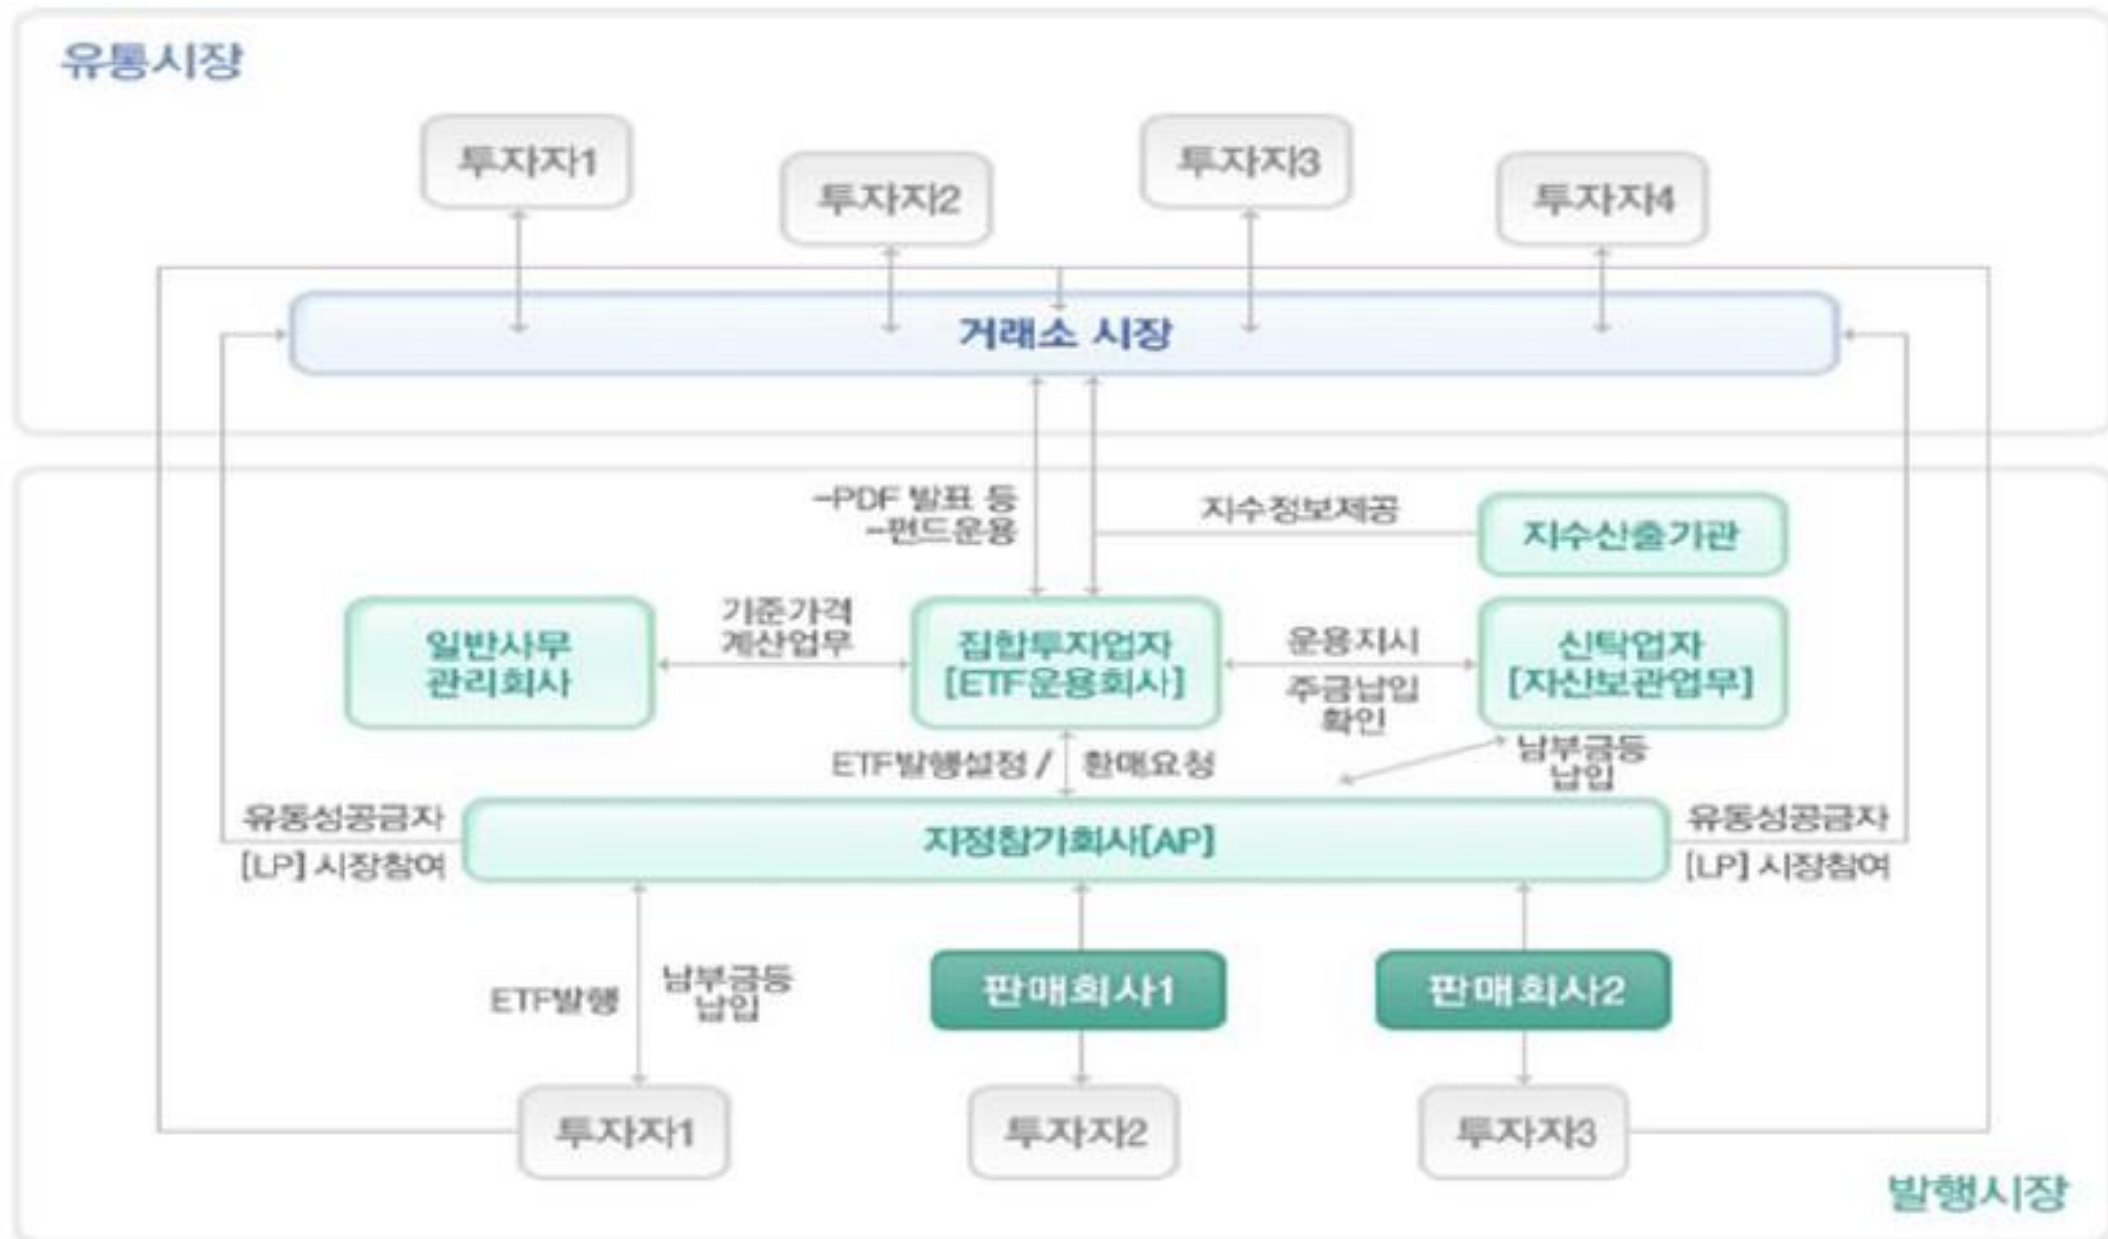 유통시장
투자자1
투자자2
투자자3
투자자4
거래소 시장
-PDF 발표 등
-펀드운용
지수정보제공
지수산출기관
일반사무
관리회사
기준가격
계산업무
집합투자업자
[ETF운용회사]
운용지시
주금납입
확인
신탁업자
[자산보관업무]
ETF발행설정 / 환매요청
납부금등
납입
유동성공급자
[LP] 시장참여
지정참가회사[AP]
유동성공급자
[LP] 시장참여
ETF발행
납부금등
납입
판매회사1
판매회사2
투자자1
투자자2
투자자3
발행시장